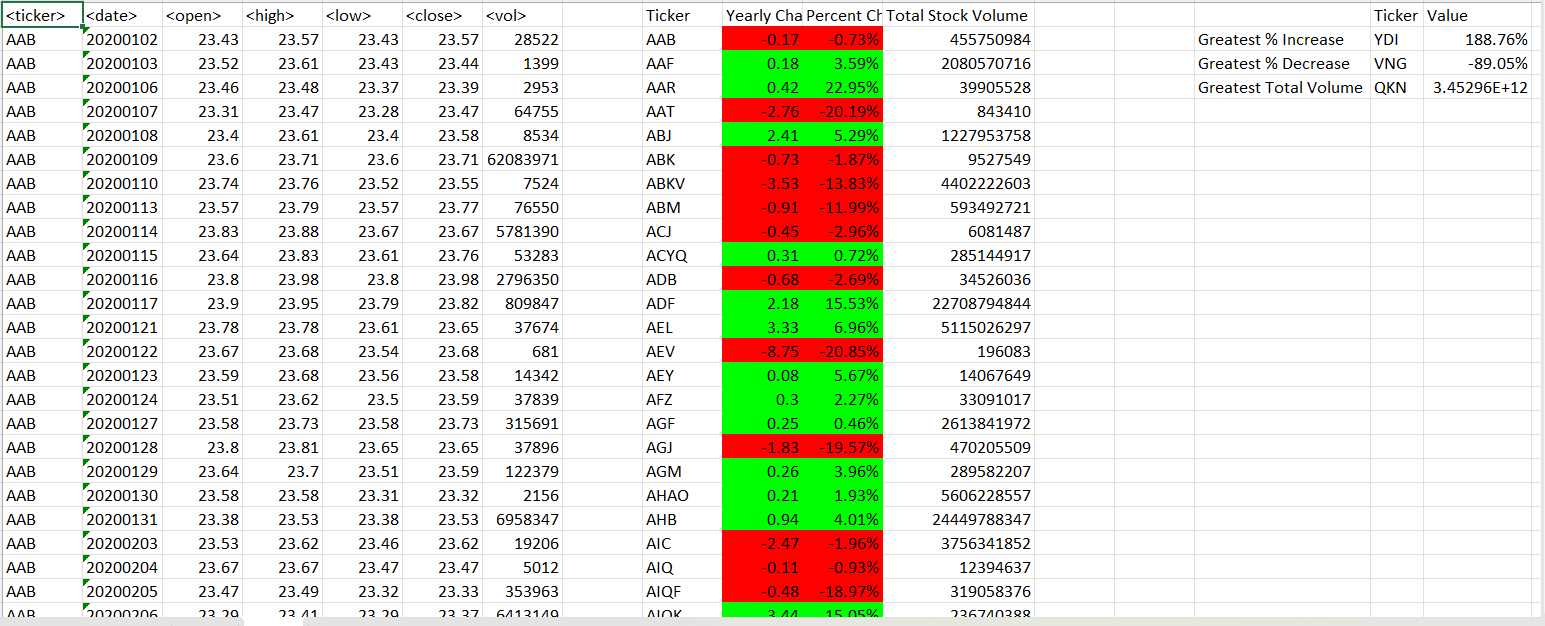 <ticker> <date> <open> <high> <low> <close> <vol> Ticker Yearly Cha Percent Ch Total Stock Volume Ticker Value
AAB 20200102 23.43 23.57 23.43 23.57 28522 AAB -0.17 -0.73% 455750984 Greatest % Increase YDI 188.76%
AAB 20200103 23.52 23.61 23.43 23.44 1399 AAF 0.18 3.59% 2080570716 Greatest % Decrease VNG -89.05%
AAB 20200106 23.46 23.48 23.37 23.39 2953 AAR 0.42 22.95% 39905528 Greatest Total Volume QKN 3.45296E+12
AAB 20200107 23.31 23.47 23.28 23.47 64755 AAT -2.76 -20.19% 843410
AAB 20200108 23.4 23.61 23.4 23.58 8534 ABJ 2.41 5.29% 1227953758
AAB 20200109 23.6 23.71 23.6 23.71 62083971 ABK -0.73 -1.87% 9527549
AAB 20200110 23.74 23.76 23.52 23.55 7524 ABKV -3.53 -13.83% 4402222603
AAB 20200113 23.57 23.79 23.57 23.77 76550 ABM -0.91 -11.99% 593492721
AAB 20200114 23.83 23.88 23.67 23.67 5781390 ACJ -0.45 -2.96% 6081487
AAB 20200115 23.64 23.83 23.61 23.76 53283 ACYQ 0.31 0.72% 285144917
AAB 20200116 23.8 23.98 23.8 23.98 2796350 ADB -0.68 -2.69% 34526036
AAB 20200117 23.9 23.95 23.79 23.82 809847 ADF 2.18 15.53% 22708794844
AAB 20200121 23.78 23.78 23.61 23.65 37674 AEL 3.33 6.96% 5115026297
AAB 20200122 23.67 23.68 23.54 23.68 681 AEV -8.75 -20.85% 196083
AAB 20200123 23.59 23.68 23.56 23.58 14342 AEY 0.08 5.67% 14067649
AAB 20200124 23.51 23.62 23.5 23.59 37839 AFZ 0.3 2.27% 33091017
AAB 20200127 23.58 23.73 23.58 23.73 315691 AGF 0.25 0.46% 2613841972
AAB 20200128 23.8 23.81 23.65 23.65 37896 AGJ -1.83 -19.57% 470205509
AAB 20200129 23.64 23.7 23.51 23.59 122379 AGM 0.26 3.96% 289582207
AAB 20200130 23.58 23.58 23.31 23.32 2156 AHAO 0.21 1.93% 5606228557
AAB 20200131 23.38 23.53 23.38 23.53 6958347 AHB 0.94 4.01% 24449788347
AAB 20200203 23.53 23.62 23.46 23.62 19206 AIC -2.47 -1.96% 3756341852
AAB 20200204 23.67 23.67 23.47 23.47 5012 AIQ -0.11 -0.93% 12394637
AAB 20200205 23.47 23.49 23.32 23.33 353963 AIQF -0.48 -18.97% 319058376
AAB 20200206 23.29 23.41 23.29 23.37 6413149 3.44 15.05% 236740388